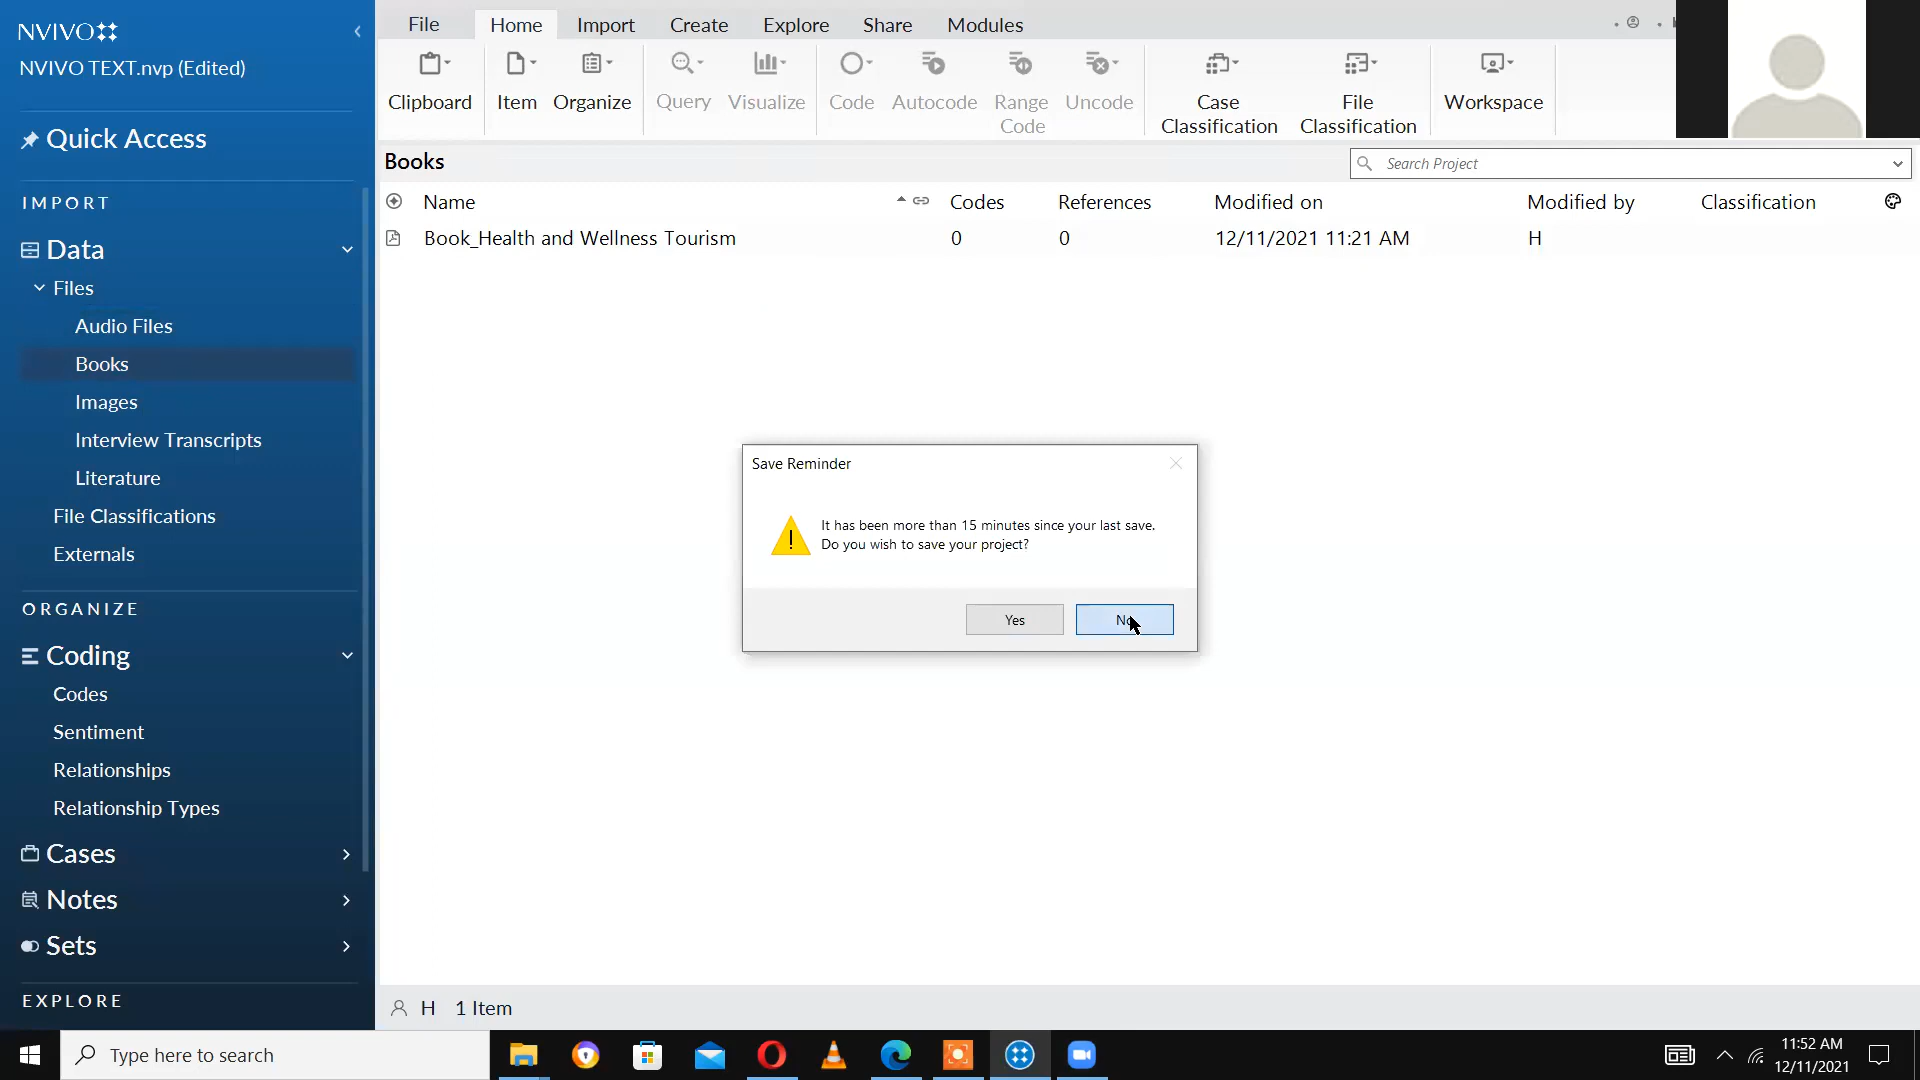 NVIVO
NVIVO TEXT.nvp (Edited)
Quick Access
IMPORT
Data
Files
Audio Files
Books
Images
Interview Transcripts
Literature
File Classifications
Externals
ORGANIZE
Coding
Codes
Sentiment
Relationships
Relationship Types
Cases
Notes
Sets
EXPLORE
File Home Import Create Explore Share Modules
Clipboard Item Organize Query Visualize Code Autocode Range Code Uncode Case Classification File Classification Workspace
Books
Search Project
Name Codes References Modified on Modified by Classification
Book_Health and Wellness Tourism 0 0 12/11/2021 11:21 AM H
Save Reminder
It has been more than 15 minutes since your last save.
Do you wish to save your project?
Yes No
H 1 Item
Type here to search
11:52 AM
12/11/2021